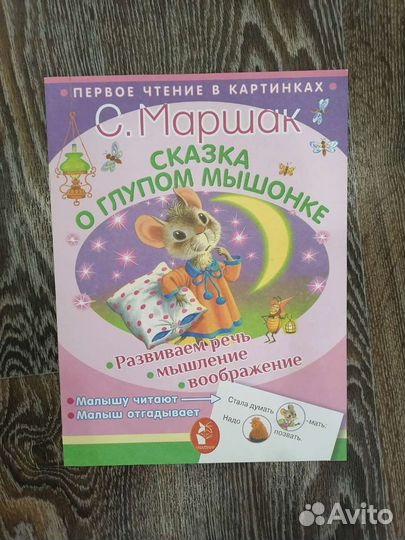 • ПЕРВОЕ ЧТЕНИЕ В КАРТИНКАХ •
С. Маршак
СКАЗКА
О ГЛУПОМ МЫШОНКЕ
• Развиваем речь
• мышление
• воображение
• Малышу читают
• Малыш отгадывает
Стала думать -мать:
Надо позвать.
Avito